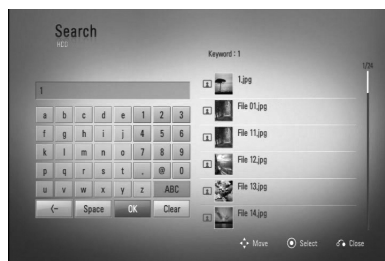 Search
HDD
Keyword : 1
1/34
1
a b c d e 1 2 3
f g h i j 4 5 6
k l m n o 7 8 9
p q r s t . @ 0
u v w x y z ABC
<- Space OK Clear
1.jpg
File 01.jpg
File 11.jpg
File 12.jpg
File 13.jpg
File 14.jpg
Move Select Close